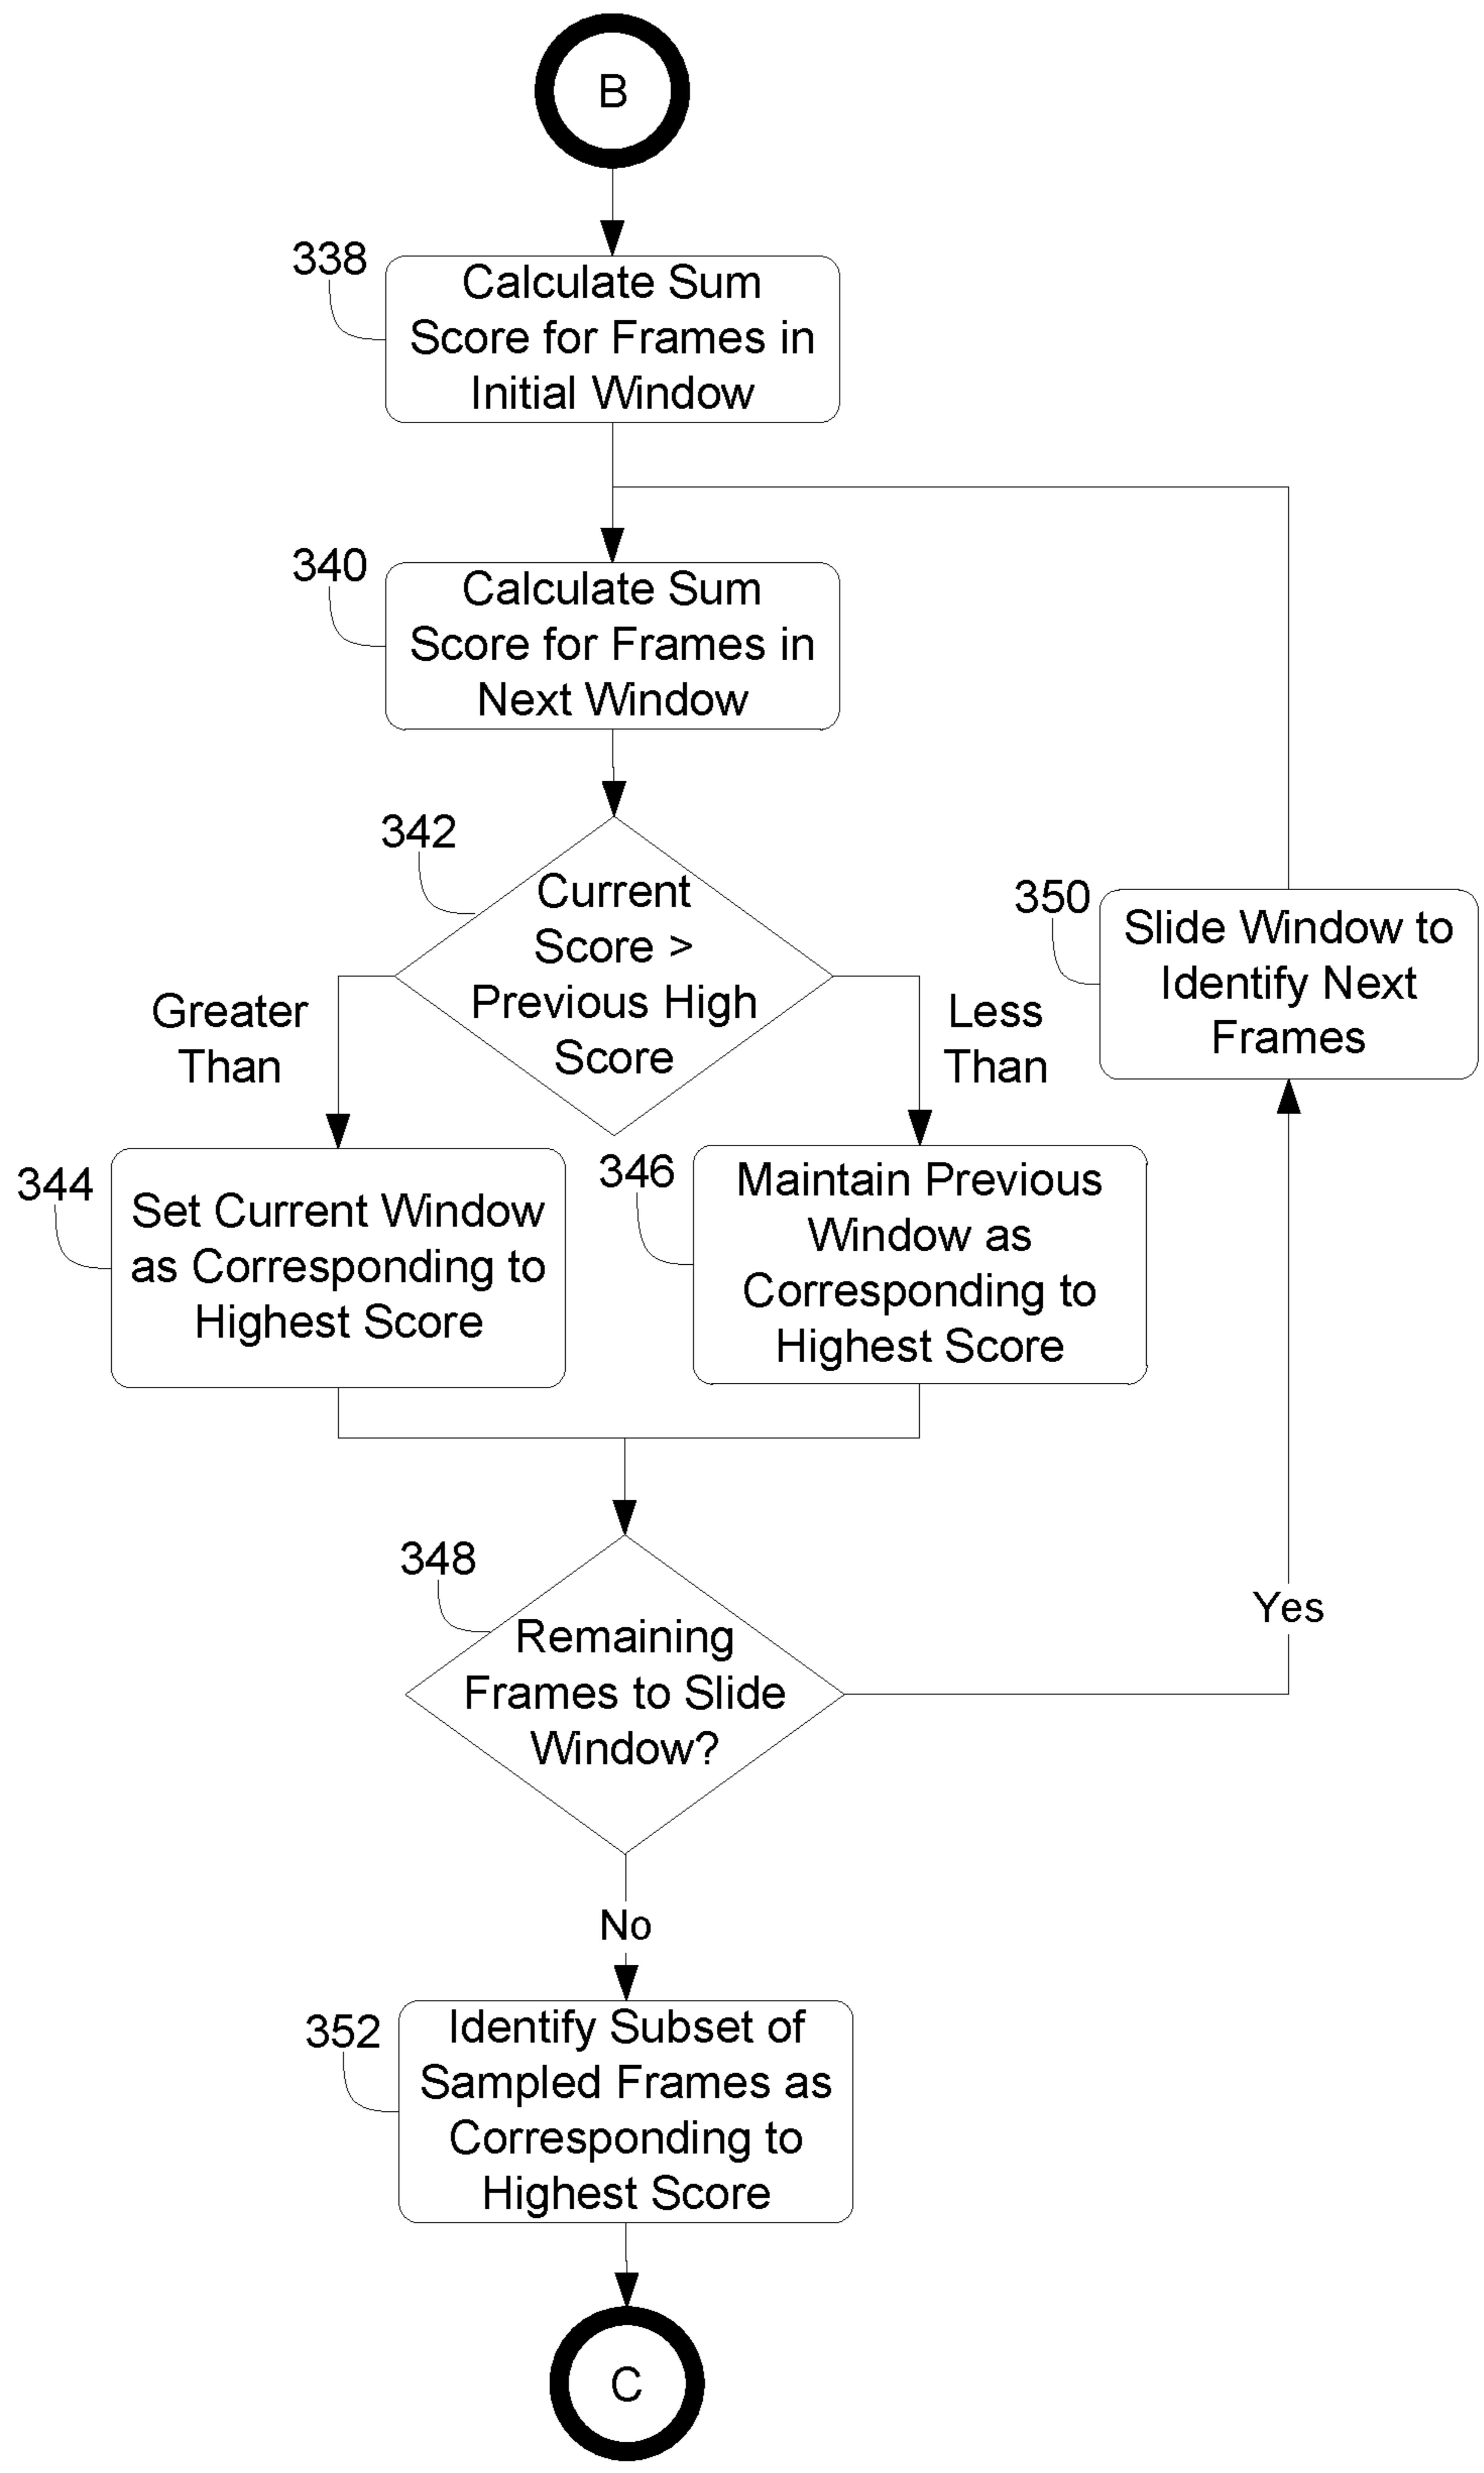 B
338
Calculate Sum
Score for Frames in
Initial Window
340
Calculate Sum
Score for Frames in
Next Window
342
Current
Score >
Previous High
Score
350
Slide Window to
Identify Next
Frames
Greater
Than
Less
Than
344
Set Current Window
as Corresponding to
Highest Score
346
Maintain Previous
Window as
Corresponding to
Highest Score
348
Remaining
Frames to Slide
Window?
Yes
No
352
Identify Subset of
Sampled Frames as
Corresponding to
Highest Score
C